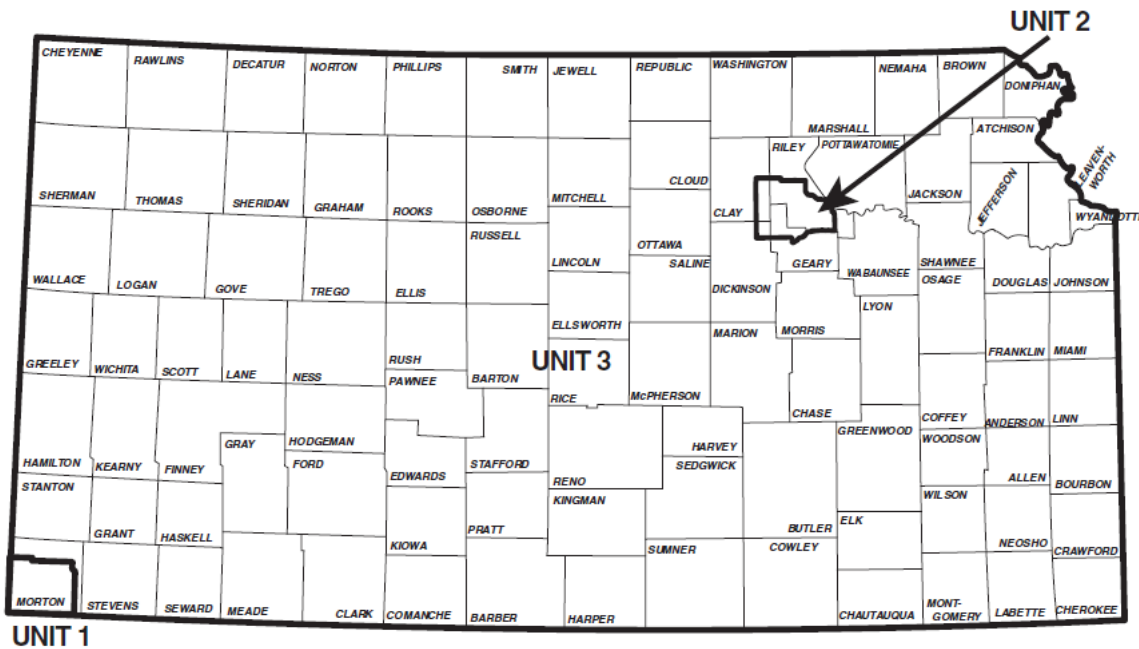 UNIT 2
CHEYENNE
RAWLINS
DECATUR
NORTON
PHILLIPS
SMITH
JEWELL
REPUBLIC
WASHINGTON
NEMAHA
BROWN
DONIPHAN
MARSHALL
ATCHISON
RILEY
POTTAWATOMIE
LEAVEN-
WORTH
SHERMAN
THOMAS
SHERIDAN
GRAHAM
ROOKS
OSBORNE
MITCHELL
CLOUD
CLAY
JACKSON
JEFFERSON
WYANDOTTE
RUSSELL
OTTAWA
WALLACE
LOGAN
GOVE
TREGO
ELLIS
LINCOLN
SALINE
DICKINSON
GEARY
WABAUNSEE
SHAWNEE
OSAGE
DOUGLAS
JOHNSON
LYON
ELLSWORTH
MARION
MORRIS
GREELEY
WICHITA
SCOTT
LANE
NESS
RUSH
PAWNEE
BARTON
UNIT 3
RICE
McPHERSON
FRANKLIN
MIAMI
CHASE
GREENWOOD
COFFEY
ANDERSON
LINN
WOODSON
HAMILTON
KEARNY
FINNEY
GRAY
HODGEMAN
FORD
EDWARDS
STAFFORD
RENO
HARVEY
SEDGWICK
KINGMAN
STANTON
GRANT
HASKELL
KIOWA
PRATT
BUTLER
ELK
WILSON
ALLEN
BOURBON
SUMNER
COWLEY
NEOSHO
CRAWFORD
MORTON
STEVENS
SEWARD
MEADE
CLARK
COMANCHE
BARBER
HARPER
CHAUTAUQUA
MONT-
GOMERY
LABETTE
CHEROKEE
UNIT 1